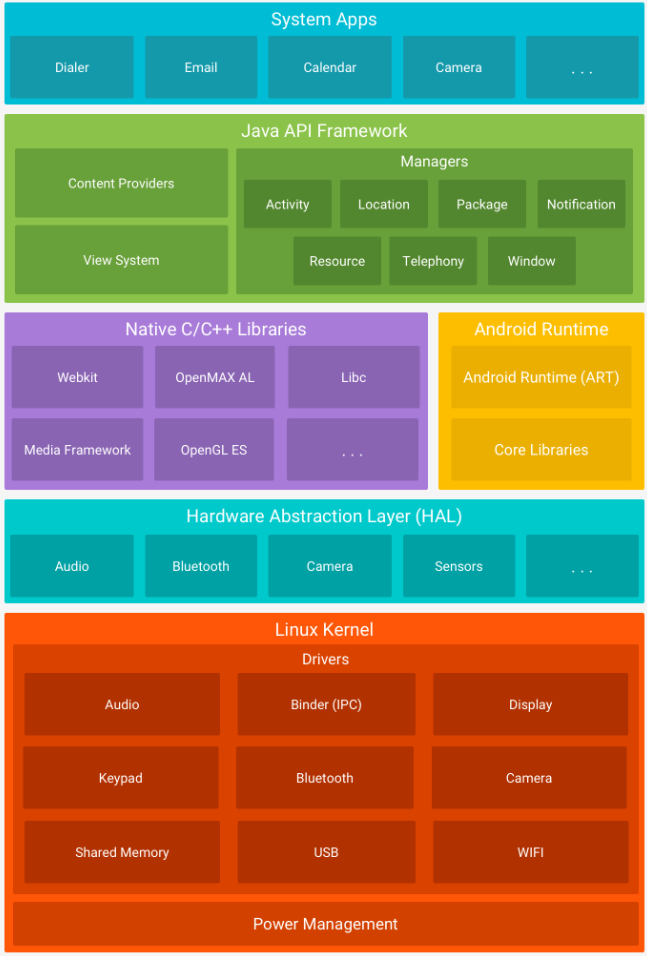 System Apps
Dialer
Email
Calendar
Camera
. . .
Java API Framework
Content Providers
View System
Managers
Activity
Location
Package
Notification
Resource
Telephony
Window
Native C/C++ Libraries
Webkit
OpenMAX AL
Libc
Media Framework
OpenGL ES
. . .
Android Runtime
Android Runtime (ART)
Core Libraries
Hardware Abstraction Layer (HAL)
Audio
Bluetooth
Camera
Sensors
. . .
Linux Kernel
Drivers
Audio
Binder (IPC)
Display
Keypad
Bluetooth
Camera
Shared Memory
USB
WIFI
Power Management